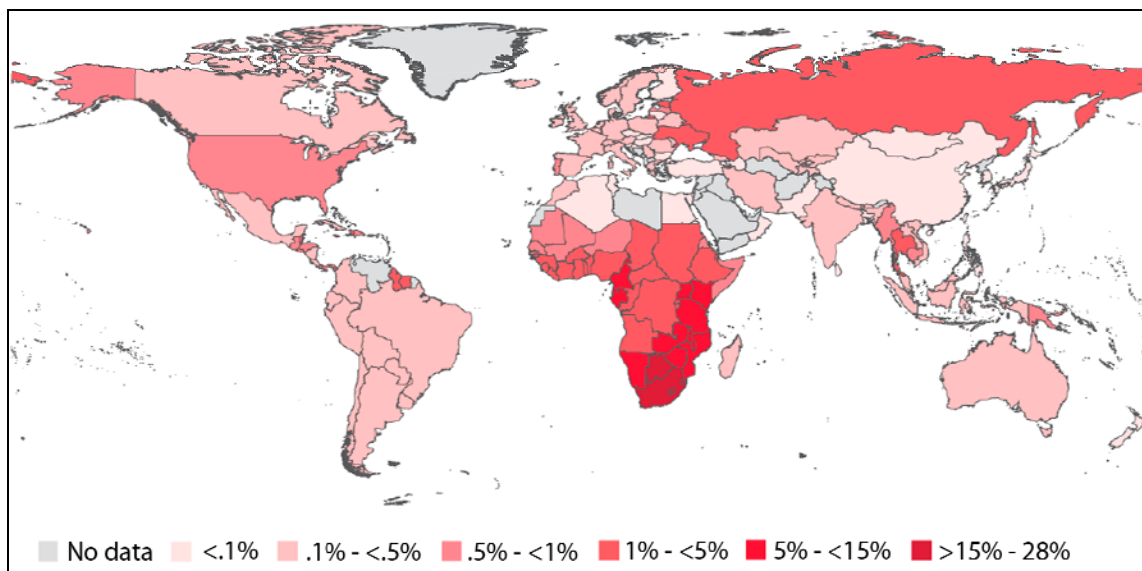 No data <.1% .1% - <.5% .5% - <1% 1% - <5% 5% - <15% >15% - 28%